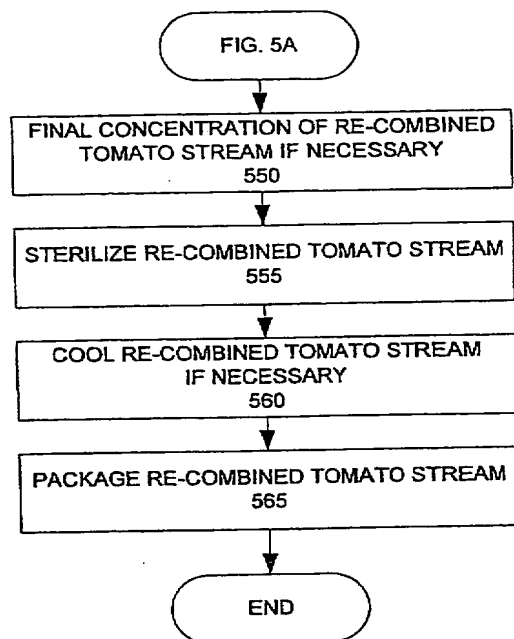 FIG. 5A
FINAL CONCENTRATION OF RE-COMBINED
TOMATO STREAM IF NECESSARY
550
STERILIZE RE-COMBINED TOMATO STREAM
555
COOL RE-COMBINED TOMATO STREAM
IF NECESSARY
560
PACKAGE RE-COMBINED TOMATO STREAM
565
END